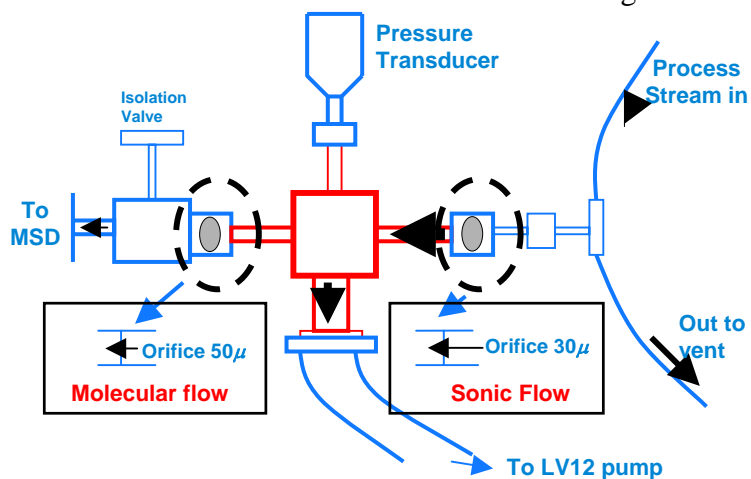 Pressure
Transducer
Process
Stream in
Isolation
Valve
To
MSD
Orifice 50μ
Molecular flow
Orifice 30μ
Sonic Flow
Out to
vent
To LV12 pump